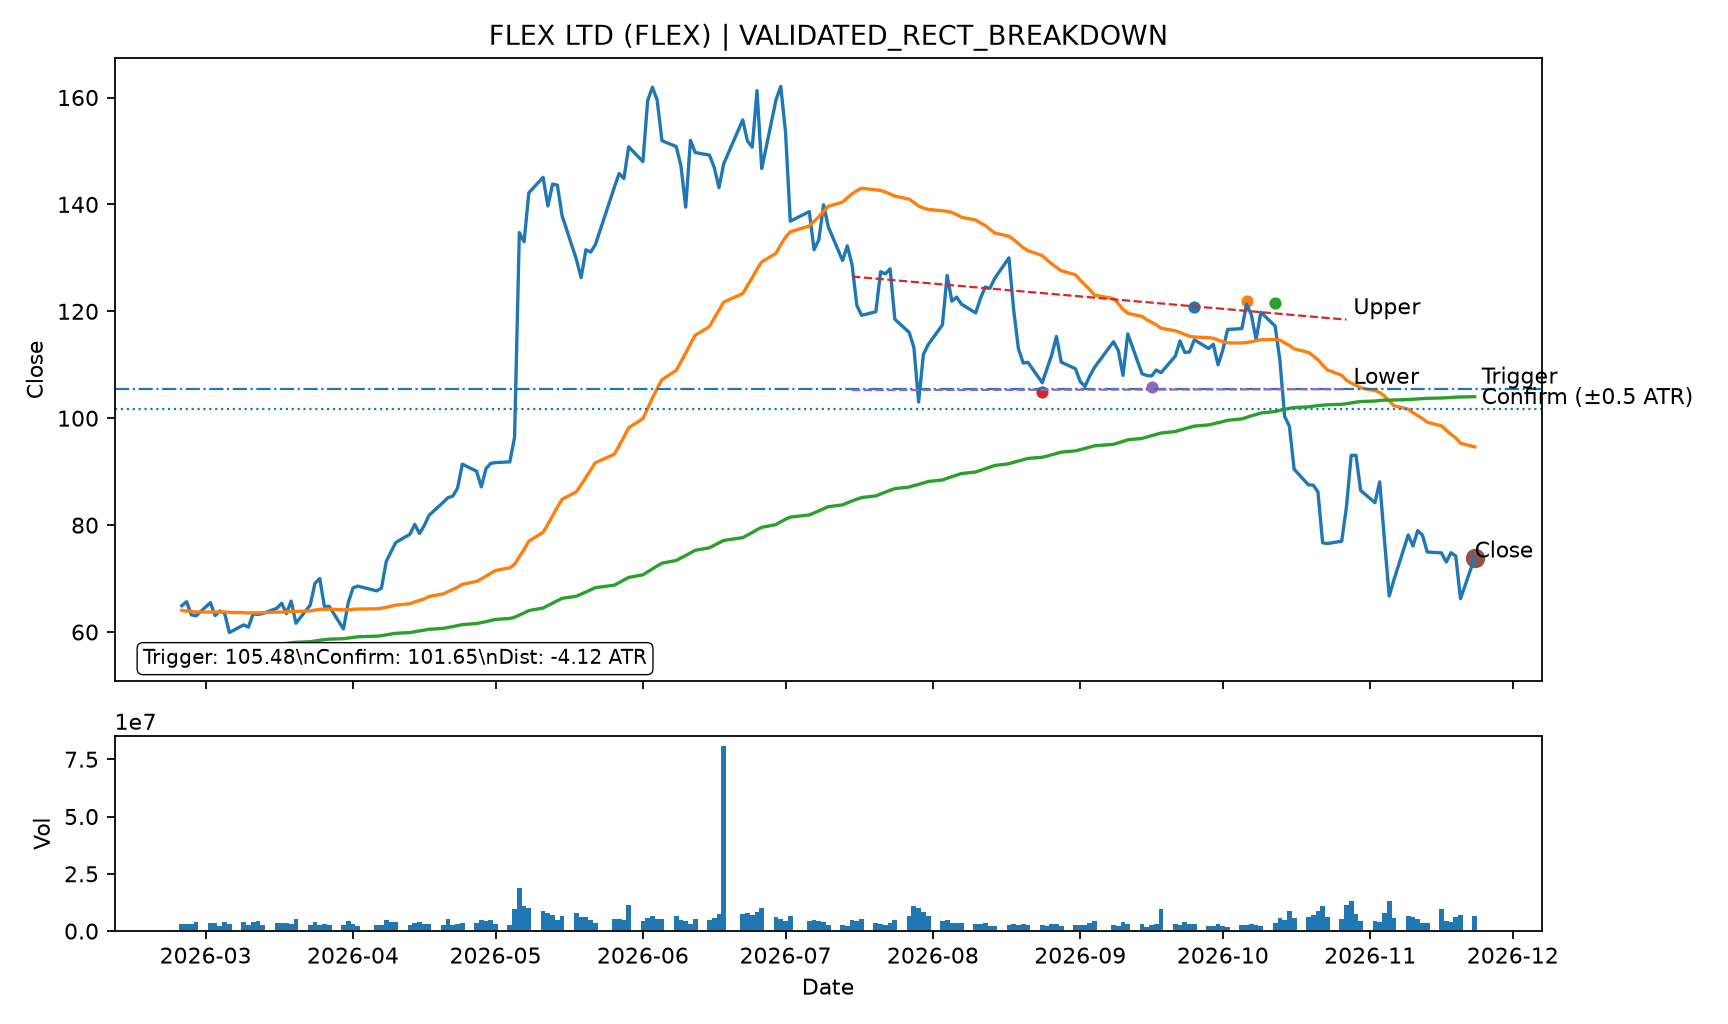 FLEX LTD (FLEX) | VALIDATED_RECT_BREAKDOWN
Close
160
140
120
100
80
60
Upper
Lower
Trigger
Confirm (±0.5 ATR)
Close
Trigger: 105.48\nConfirm: 101.65\nDist: -4.12 ATR
1e7
Vol
7.5
5.0
2.5
0.0
2026-03 2026-04 2026-05 2026-06 2026-07 2026-08 2026-09 2026-10 2026-11 2026-12
Date